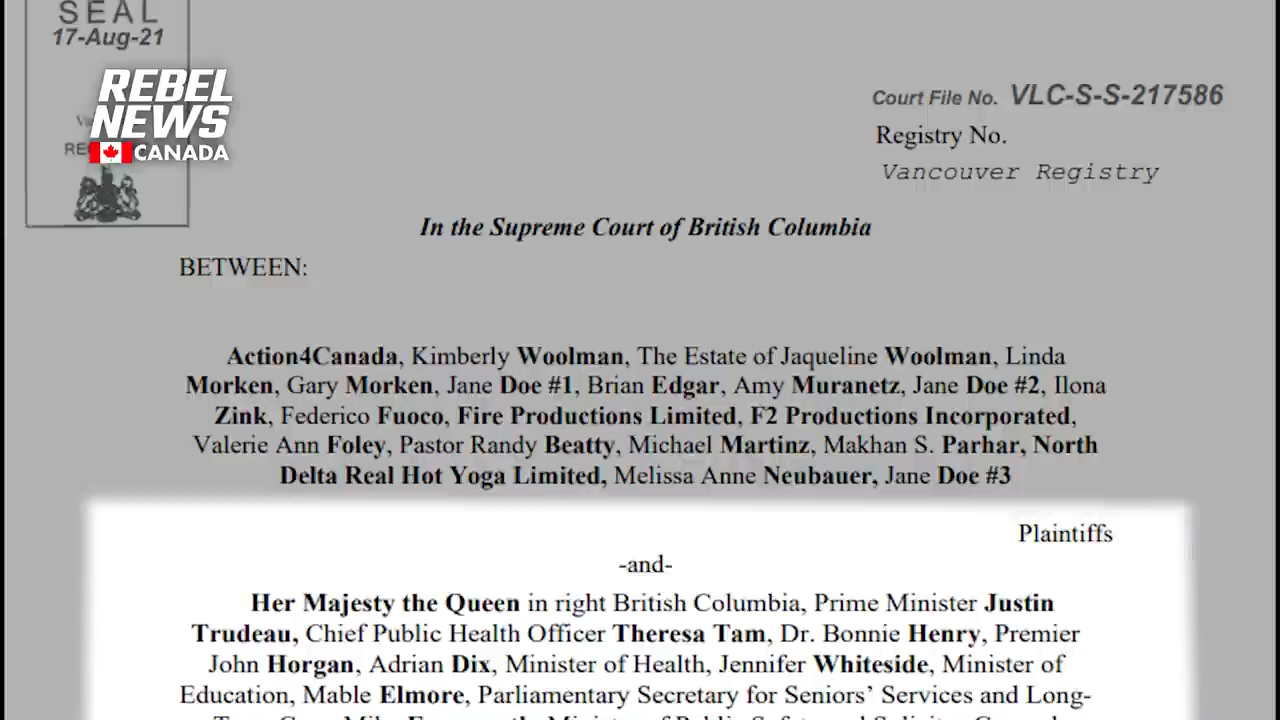 SEAL
17-Aug-21
REBEL
NEWS
CANADA
Court File No. VLC-S-S-217586
Registry No.
Vancouver Registry
In the Supreme Court of British Columbia
BETWEEN:
Action4Canada, Kimberly Woolman, The Estate of Jaqueline Woolman, Linda
Morken, Gary Morken, Jane Doe #1, Brian Edgar, Amy Muranetz, Jane Doe #2, Ilona
Zink, Federico Fuoco, Fire Productions Limited, F2 Productions Incorporated,
Valerie Ann Foley, Pastor Randy Beatty, Michael Martinz, Makhan S. Parhar, North
Delta Real Hot Yoga Limited, Melissa Anne Neubauer, Jane Doe #3
Plaintiffs
-and-
Her Majesty the Queen in right British Columbia, Prime Minister Justin
Trudeau, Chief Public Health Officer Theresa Tam, Dr. Bonnie Henry, Premier
John Horgan, Adrian Dix, Minister of Health, Jennifer Whiteside, Minister of
Education, Mable Elmore, Parliamentary Secretary for Seniors’ Services and Long-